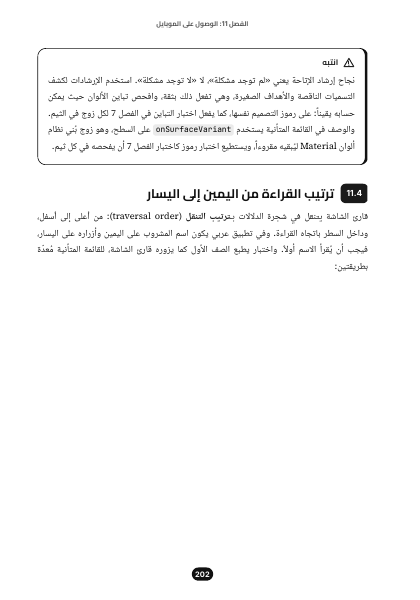 الفصل 11: الوصول على الموبايل
انتبه
نجاح إرشاد الإتاحة يعني «لم توجد مشكلة»، لا «لا توجد مشكلة». استخدم الإرشادات لكشف
التسميات الناقصة والأهداف الصغيرة، وهي تفعل ذلك بثقة، وافحص تباين الألوان حيث يمكن
حسابه يقيناً: على رموز التصميم نفسها، كما يفعل اختبار التباين في الفصل 7 لكل زوج في الثيم.
والوصف في القائمة المتأنية يستخدم onSurfaceVariant على السطح، وهو زوج بُني نظام
ألوان Material ليُبقيه مقروءاً، ويستطيع اختبار رموز كاختبار الفصل 7 أن يفحصه في كل ثيم.
11.4 ترتيب القراءة من اليمين إلى اليسار
قارئ الشاشة يتنقل في شجرة الدلالات بـترتيب التنقل (traversal order): من أعلى إلى أسفل،
وداخل السطر باتجاه القراءة. وفي تطبيق عربي يكون اسم المشروب على اليمين وأزراره على اليسار،
فيجب أن يُقرأ الاسم أولاً. واختبار يطبع الصف الأول كما يزوره قارئ الشاشة، للقائمة المتأنية مُعدّة
بطريقتين:
202